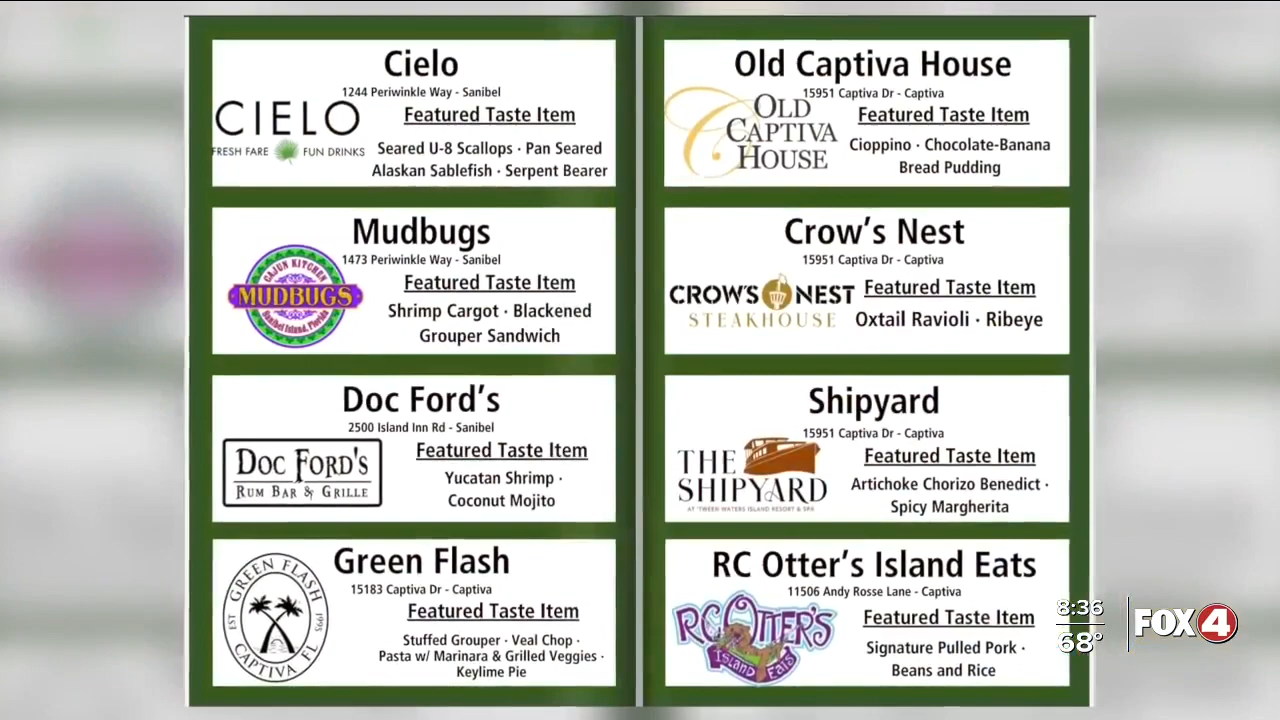 Cielo
1244 Periwinkle Way - Sanibel
CIELO
FRESH FARE FUN DRINKS
Featured Taste Item
Seared U-8 Scallops · Pan Seared
Alaskan Sablefish · Serpent Bearer
Mudbugs
1473 Periwinkle Way - Sanibel
CAJUN KITCHEN
MUDBUGS
Sanibel Island, Florida
Featured Taste Item
Shrimp Cargot · Blackened
Grouper Sandwich
Doc Ford's
2500 Island Inn Rd - Sanibel
DOC FORD'S
RUM BAR & GRILLE
Featured Taste Item
Yucatan Shrimp ·
Coconut Mojito
Green Flash
15183 Captiva Dr - Captiva
GREEN FLASH
EST 1995
CAPTIVA FL
Featured Taste Item
Stuffed Grouper · Veal Chop ·
Pasta w/ Marinara & Grilled Veggies ·
Keylime Pie
Old Captiva House
15951 Captiva Dr - Captiva
OLD
CAPTIVA
HOUSE
Featured Taste Item
Cioppino · Chocolate-Banana
Bread Pudding
Crow's Nest
15951 Captiva Dr - Captiva
CROW'S NEST
STEAKHOUSE
Featured Taste Item
Oxtail Ravioli · Ribeye
Shipyard
15951 Captiva Dr - Captiva
THE
SHIPYARD
AT 'TWEEN WATERS ISLAND RESORT & SPA
Featured Taste Item
Artichoke Chorizo Benedict ·
Spicy Margherita
RC Otter's Island Eats
11506 Andy Rosse Lane - Captiva
RC OTTER'S
Island Eats
Featured Taste Item
Signature Pulled Pork ·
Beans and Rice
8:36
68°
FOX 4